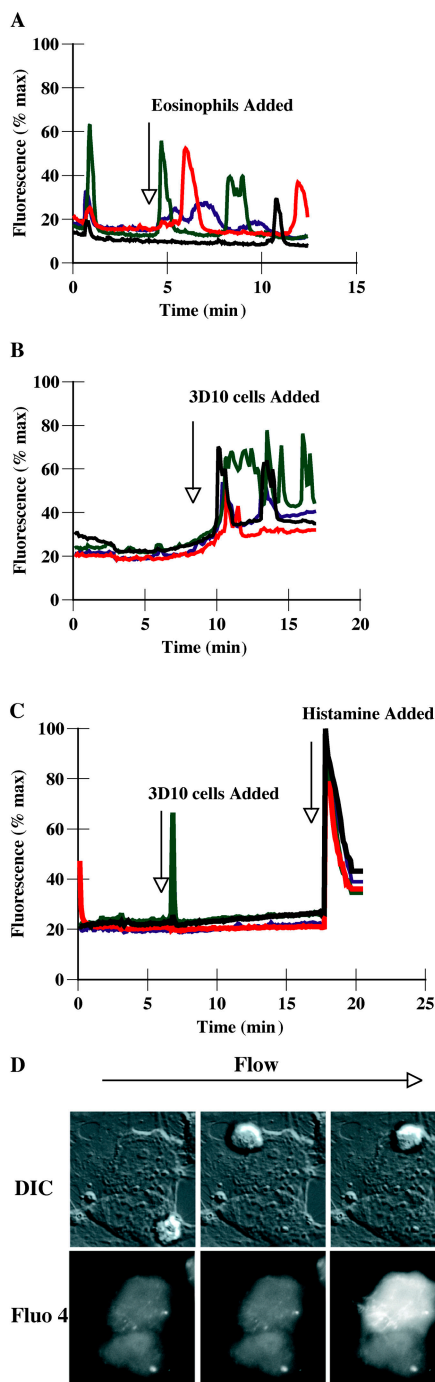 A
Fluorescence (% max)
100
80
60
40
20
0
Eosinophils Added
0
5
10
15
Time (min)
B
Fluorescence (% max)
100
80
60
40
20
0
3D10 cells Added
0
5
10
15
20
Time (min)
C
Fluorescence (% max)
100
80
60
40
20
0
Histamine Added
3D10 cells Added
0
5
10
15
20
25
Time (min)
D
Flow
DIC
Fluo 4